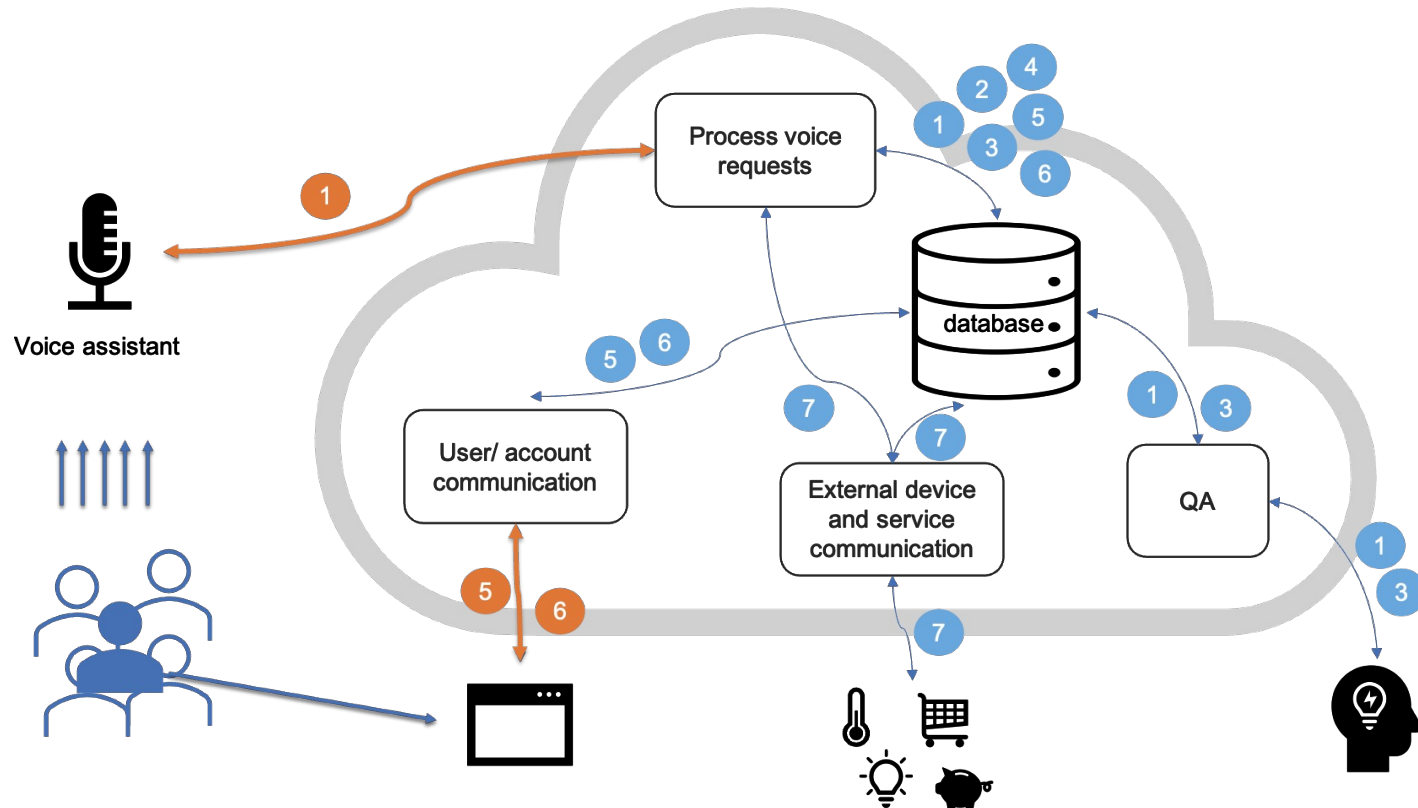 4
2
1
5
3
6
Process voice
requests
1
Voice assistant
database
5
6
1
3
7
7
User/ account
communication
External device
and service
communication
QA
1
3
5
6
7